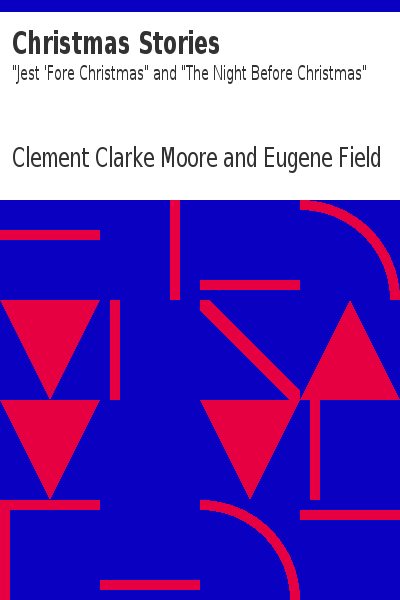 Christmas Stories
"Jest 'Fore Christmas" and "The Night Before Christmas"
Clement Clarke Moore and Eugene Field